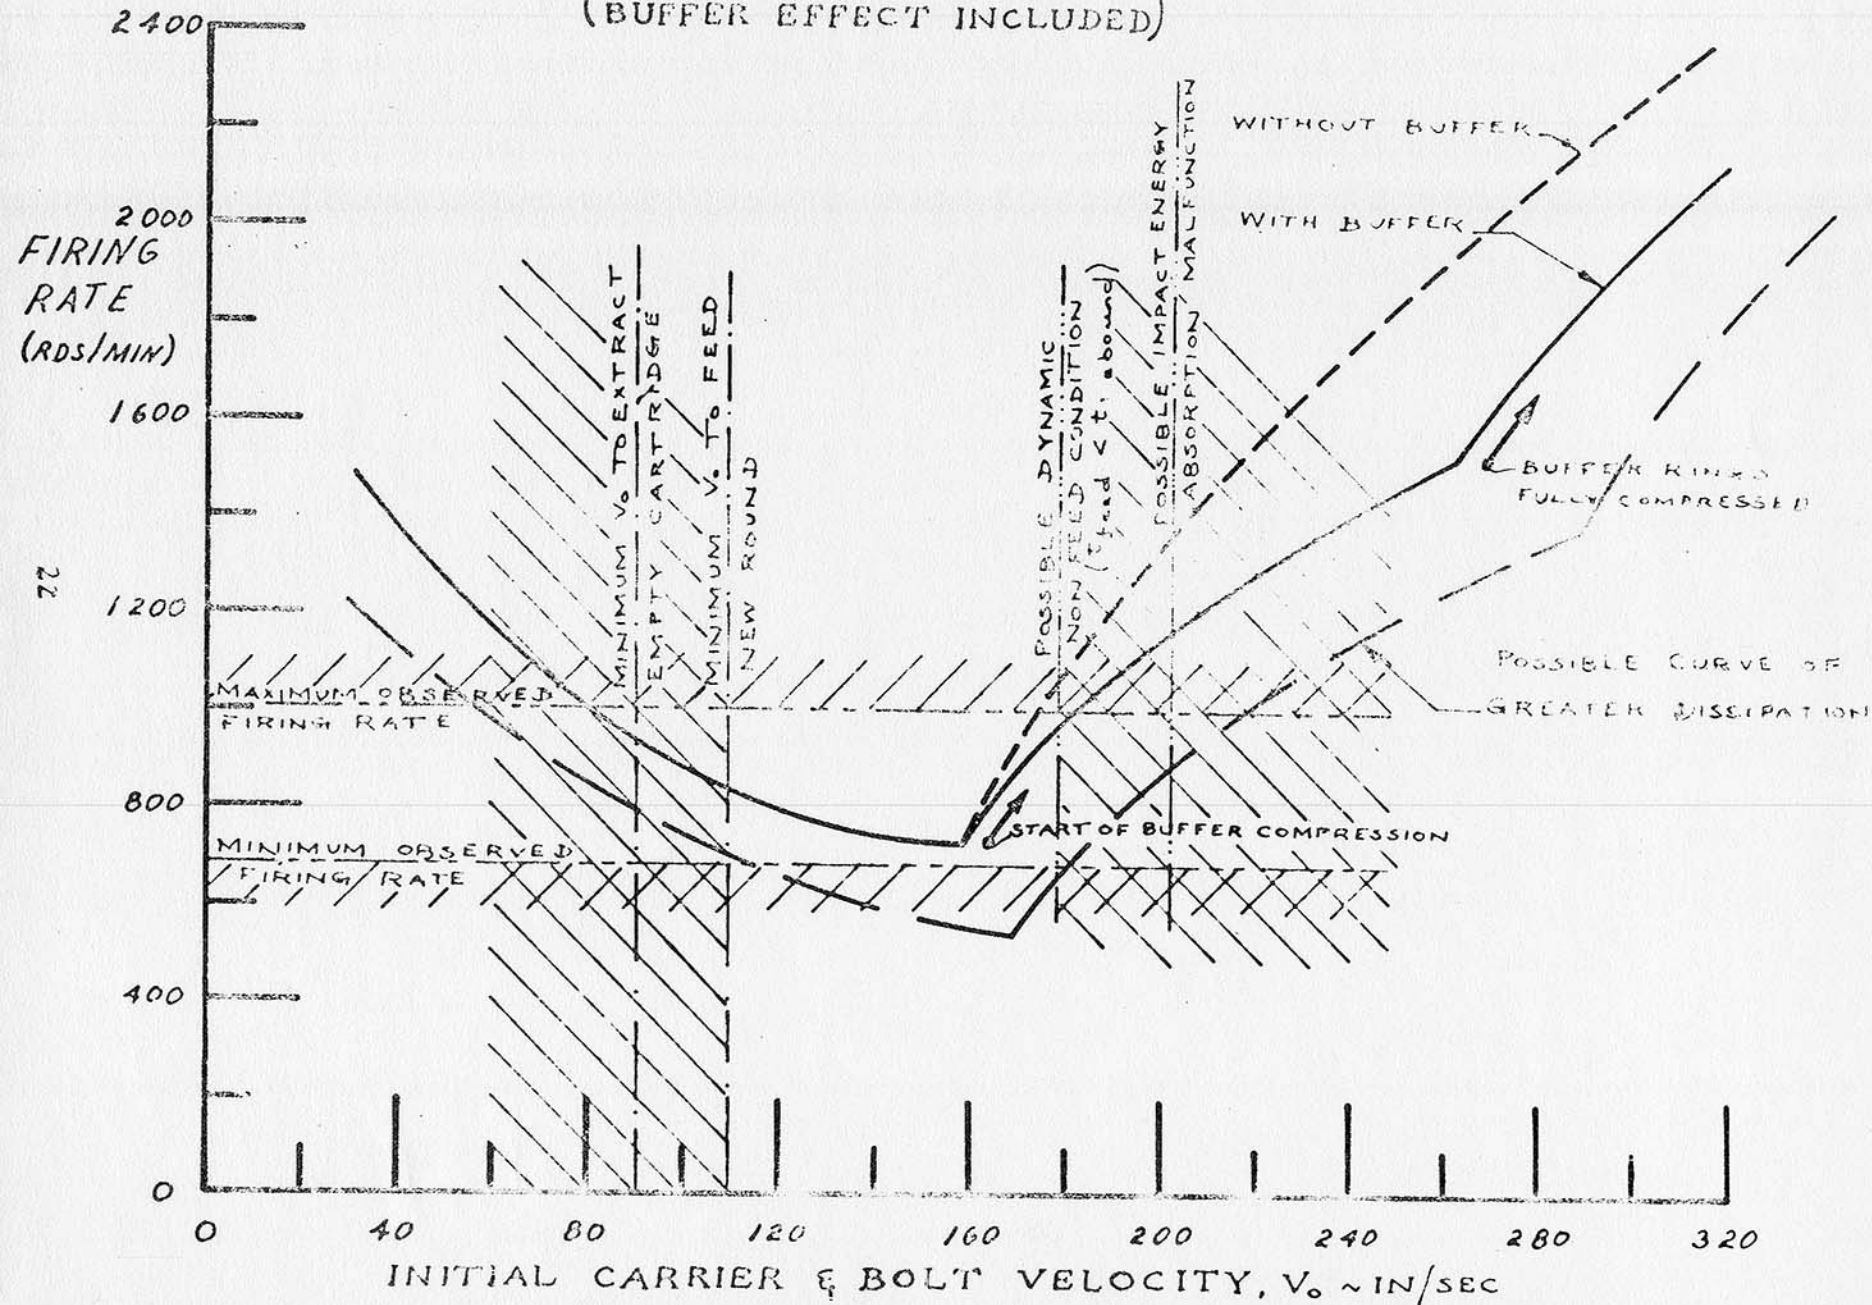 (BUFFER EFFECT INCLUDED)
2400
2000
FIRING
RATE
(RDS/MIN)
1600
1200
800
400
0
22
WITHOUT BUFFER
WITH BUFFER
BUFFER RINGS
FULLY COMPRESSED
POSSIBLE CURVE OF
GREATER DISSIPATION
MINIMUM V₀ TO EXTRACT
EMPTY CARTRIDGE
MINIMUM V₀ TO FEED
NEW ROUND
POSSIBLE DYNAMIC
NON FEED CONDITION
POSSIBLE IMPACT ENERGY
ABSORPTION MALFUNCTION
MAXIMUM OBSERVED
FIRING RATE
START OF BUFFER COMPRESSION
MINIMUM OBSERVED
FIRING RATE
0 40 80 120 160 200 240 280 320
INITIAL CARRIER & BOLT VELOCITY, V₀ ~ IN/SEC